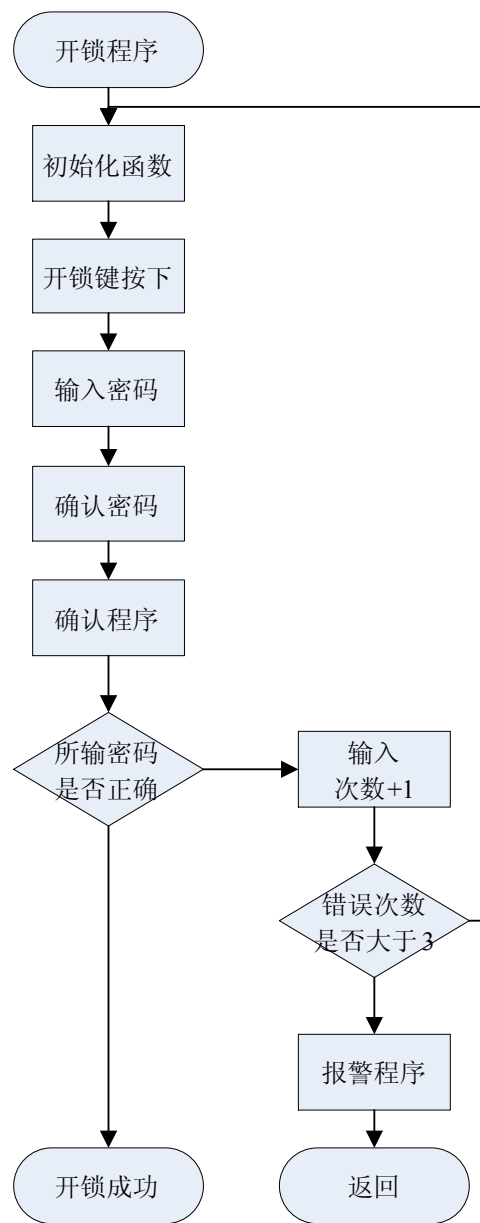 开锁程序
初始化函数
开锁键按下
输入密码
确认密码
确认程序
所输密码
是否正确
输入
次数+1
错误次数
是否大于 3
报警程序
开锁成功
返回